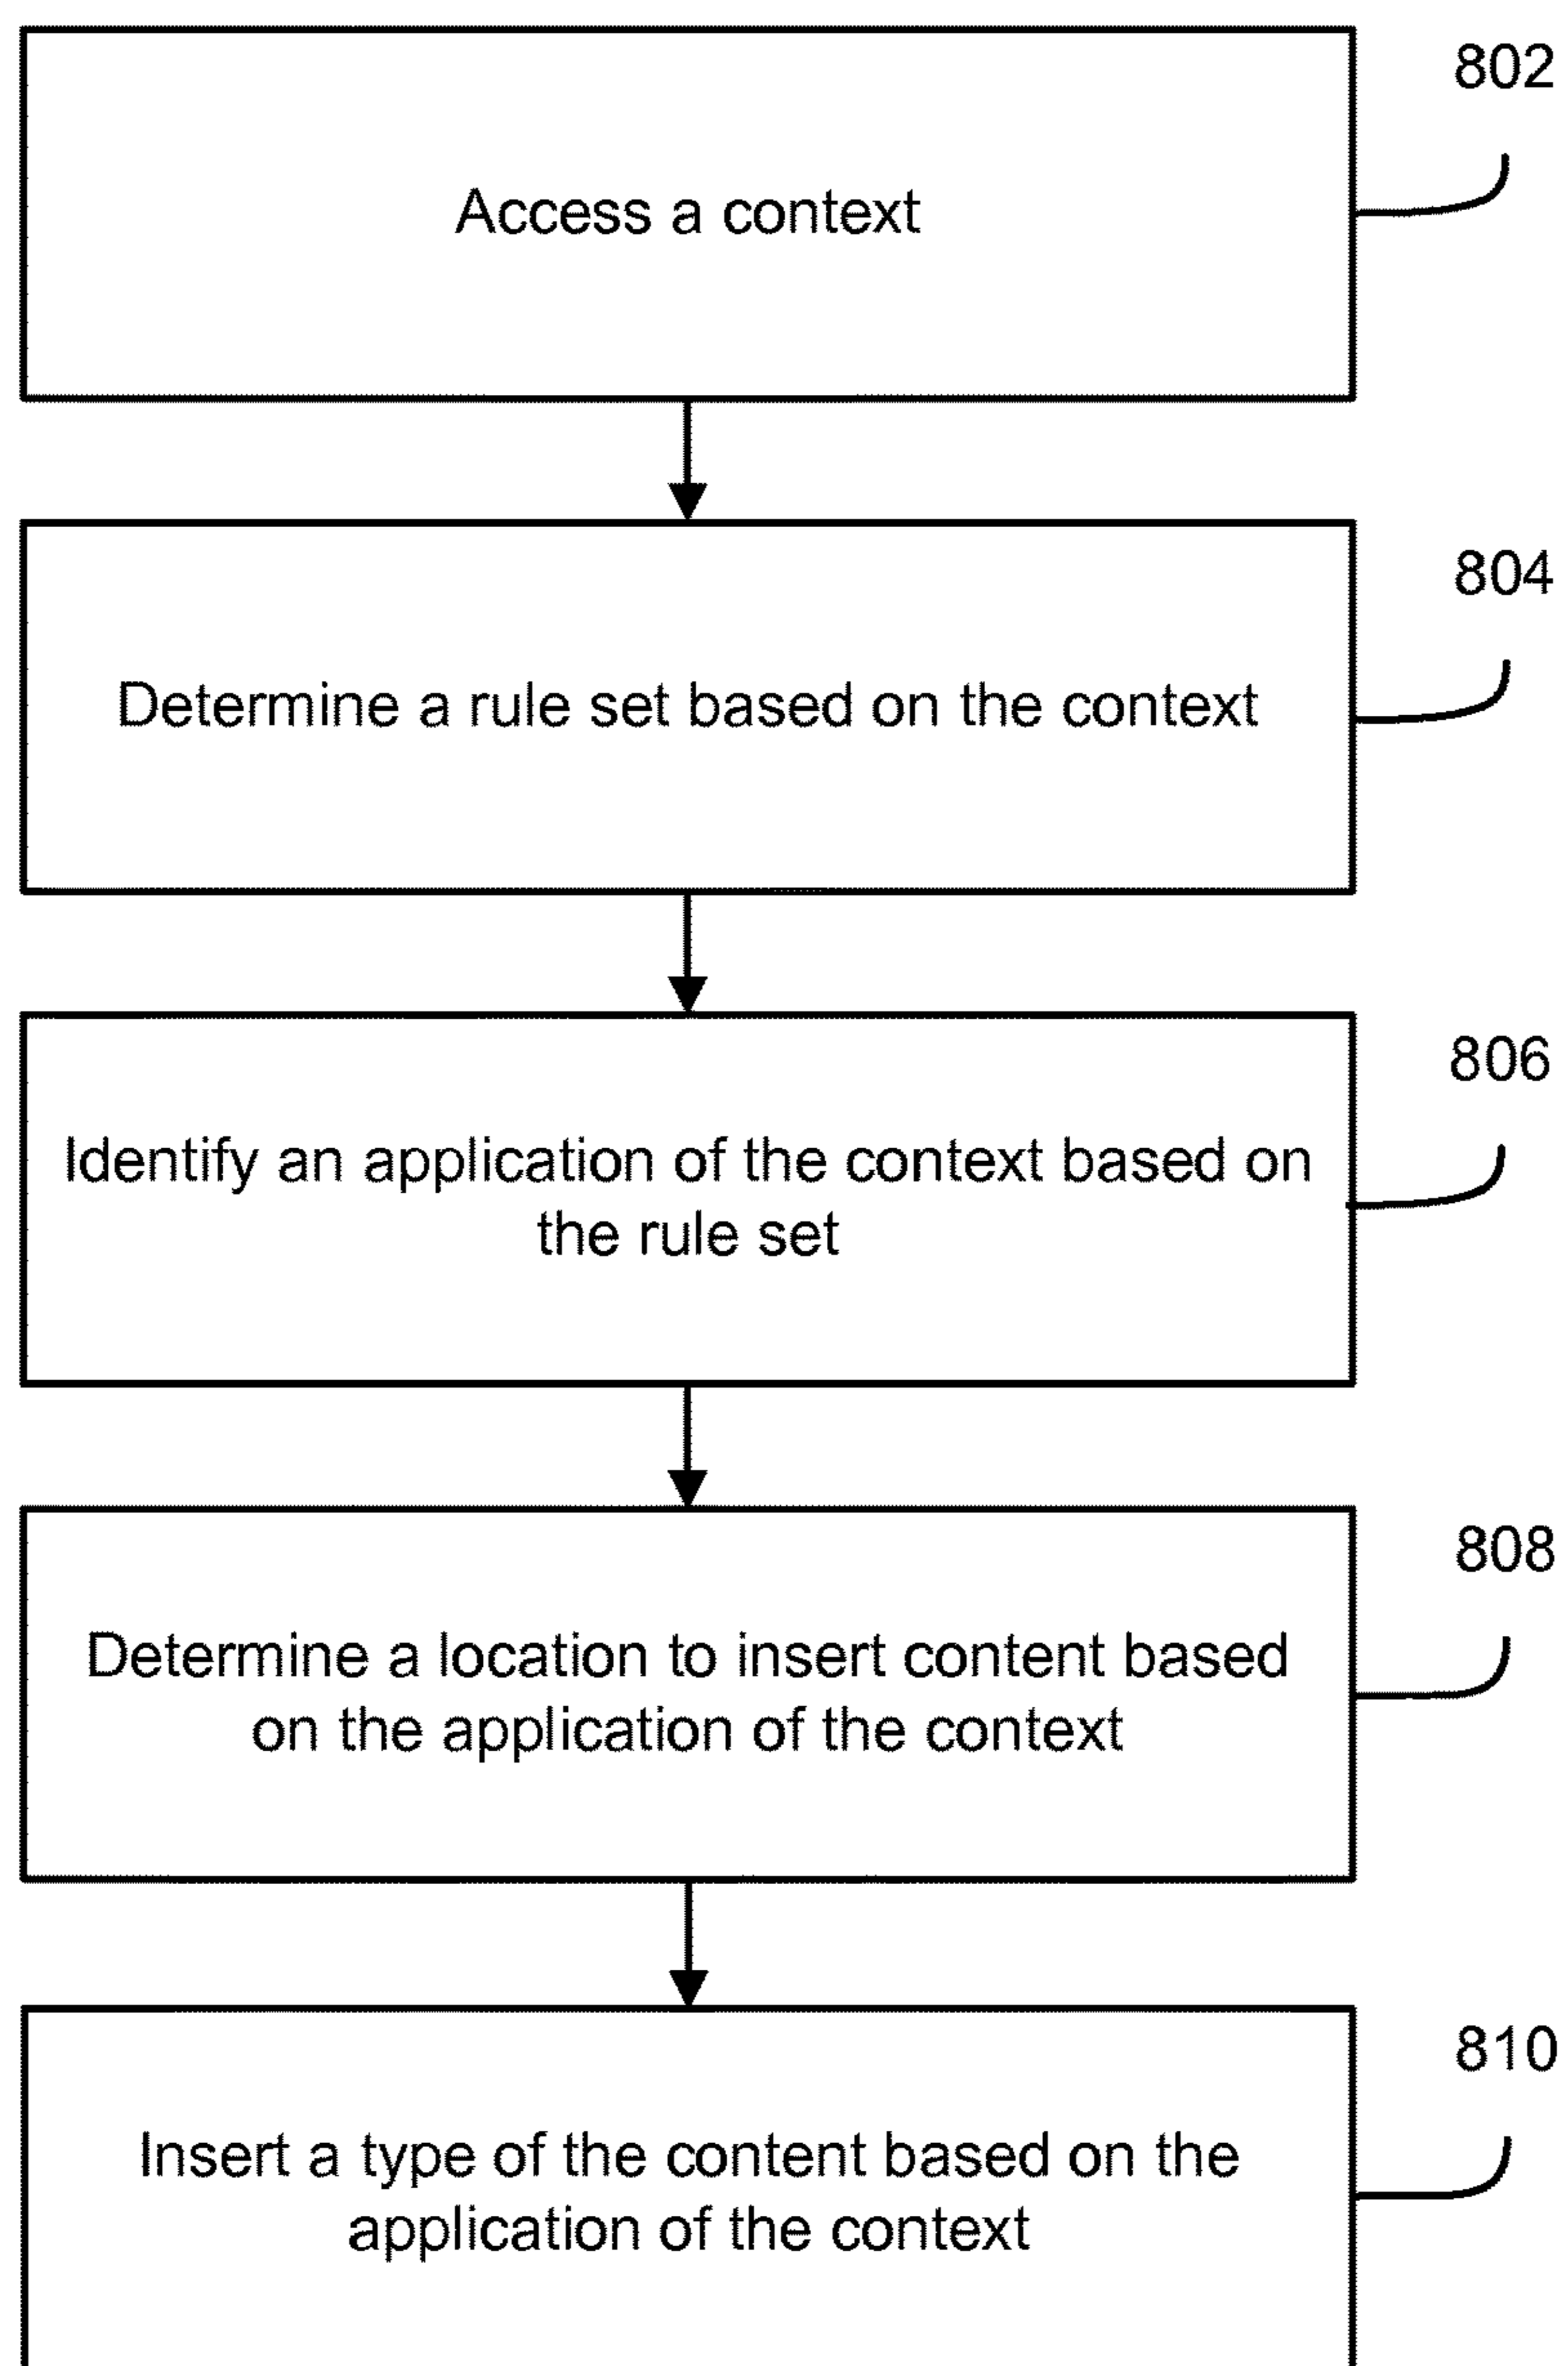 802
Access a context
804
Determine a rule set based on the context
806
Identify an application of the context based on
the rule set
808
Determine a location to insert content based
on the application of the context
810
Insert a type of the content based on the
application of the context